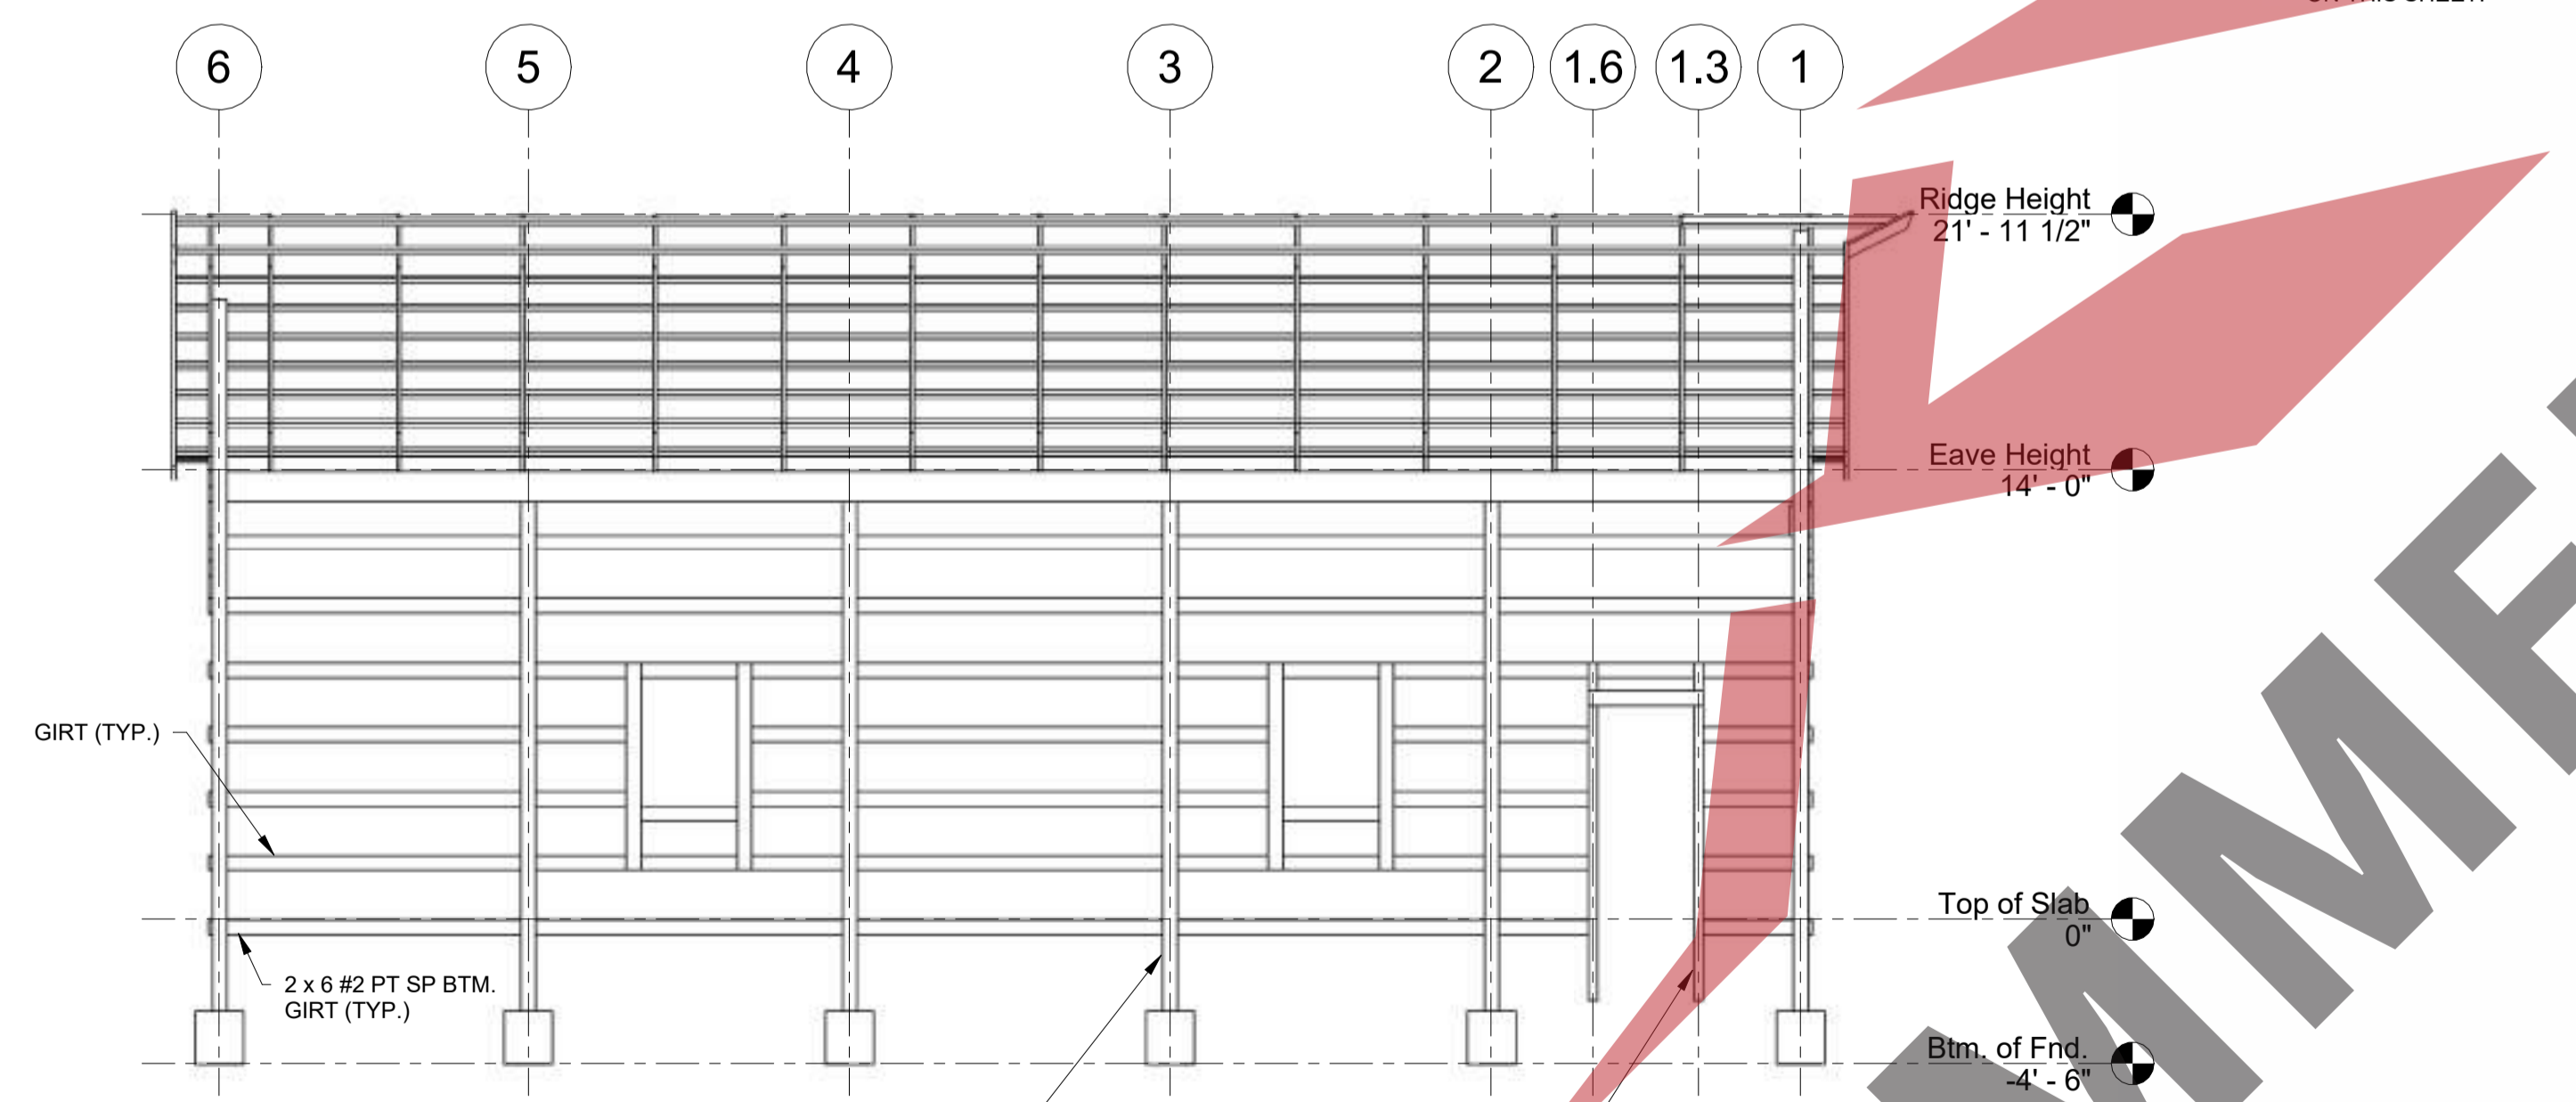 6 5 4 3 2 1.6 1.3 1
Ridge Height
21' - 11 1/2"
Eave Height
14' - 0"
GIRT (TYP.)
Top of Slab
0"
2 x 6 #2 PT SP BTM.
GIRT (TYP.)
Btm. of Fnd.
-4' - 6"